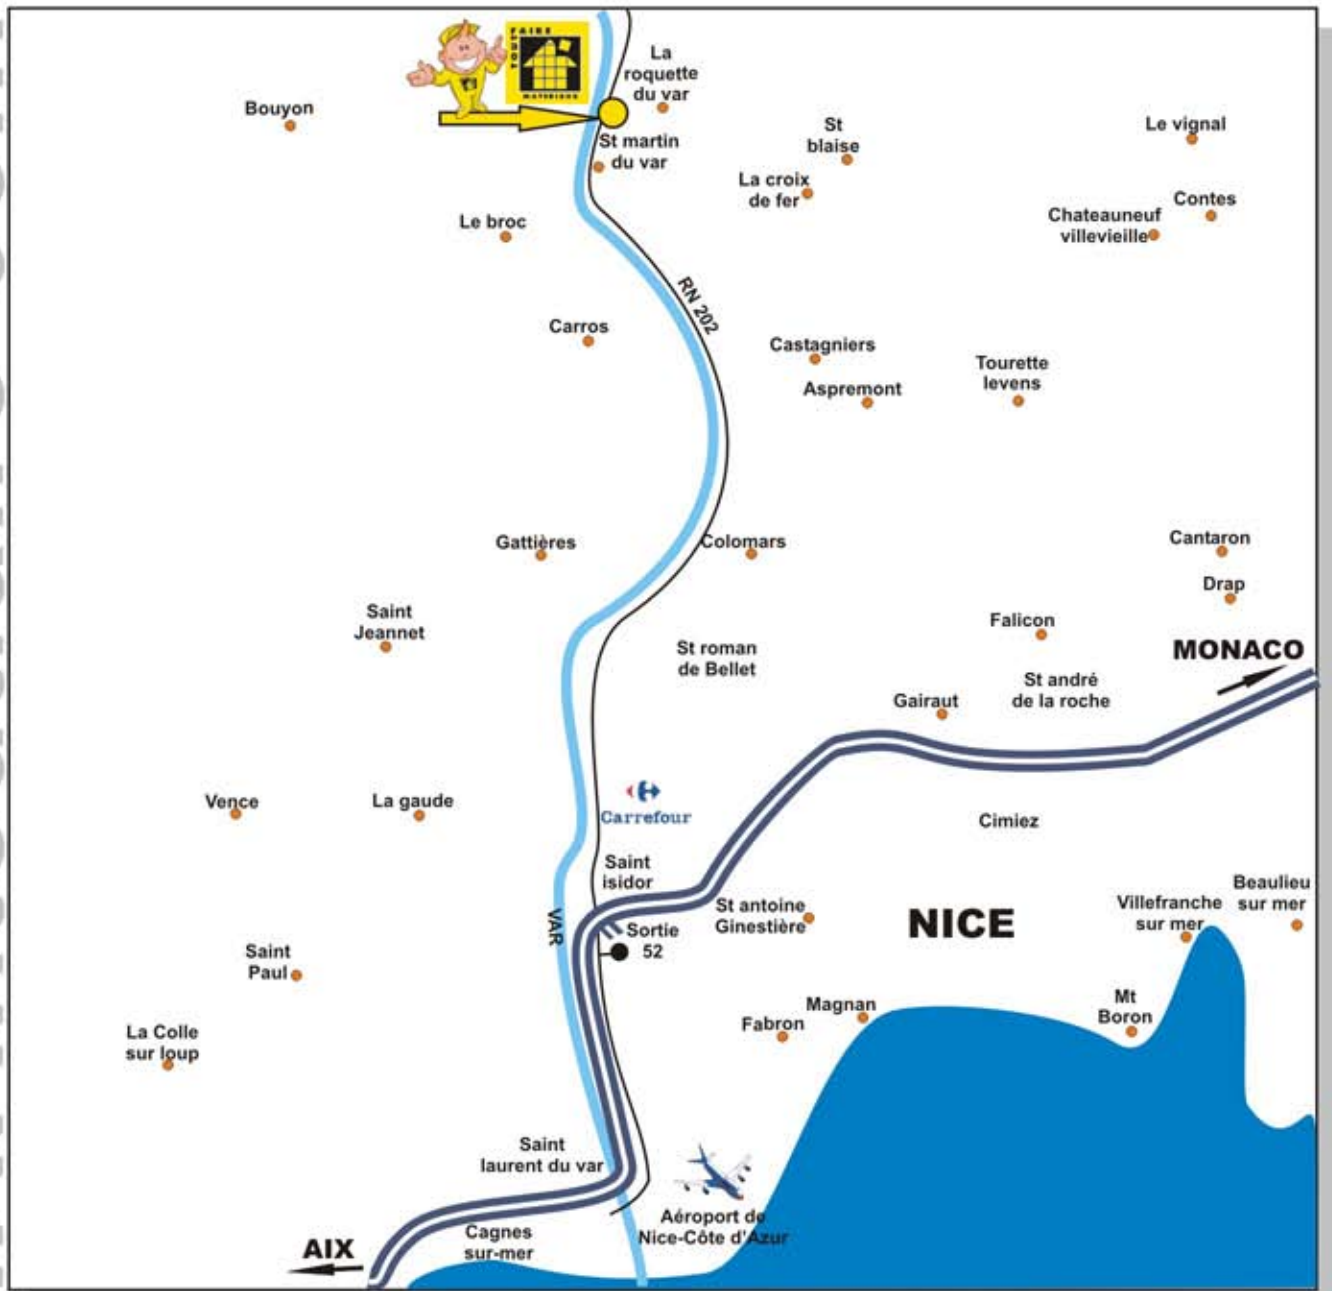 TOUT
FAIRE
MATERIAUX
La
roquette
du var
Bouyon
St martin
du var
St
blaise
Le vignal
La croix
de fer
Contes
Chateauneuf
villevieille
Le broc
RN 202
Carros
Castagniers
Tourette
levens
Aspremont
Gattières
Colomars
Cantaron
Drap
Saint
Jeannet
Falicon
St roman
de Bellet
MONACO
St andré
de la roche
Gairaut
Vence
La gaude
Carrefour
Cimiez
Saint
isidor
Beaulieu
sur mer
St antoine
Ginestière
NICE
Villefranche
sur mer
VAR
Sortie
52
Saint
Paul
Magnan
Fabron
Mt
Boron
La Colle
sur loup
Saint
laurent du var
Aéroport de
Nice-Côte d'Azur
Cagnes
sur-mer
AIX